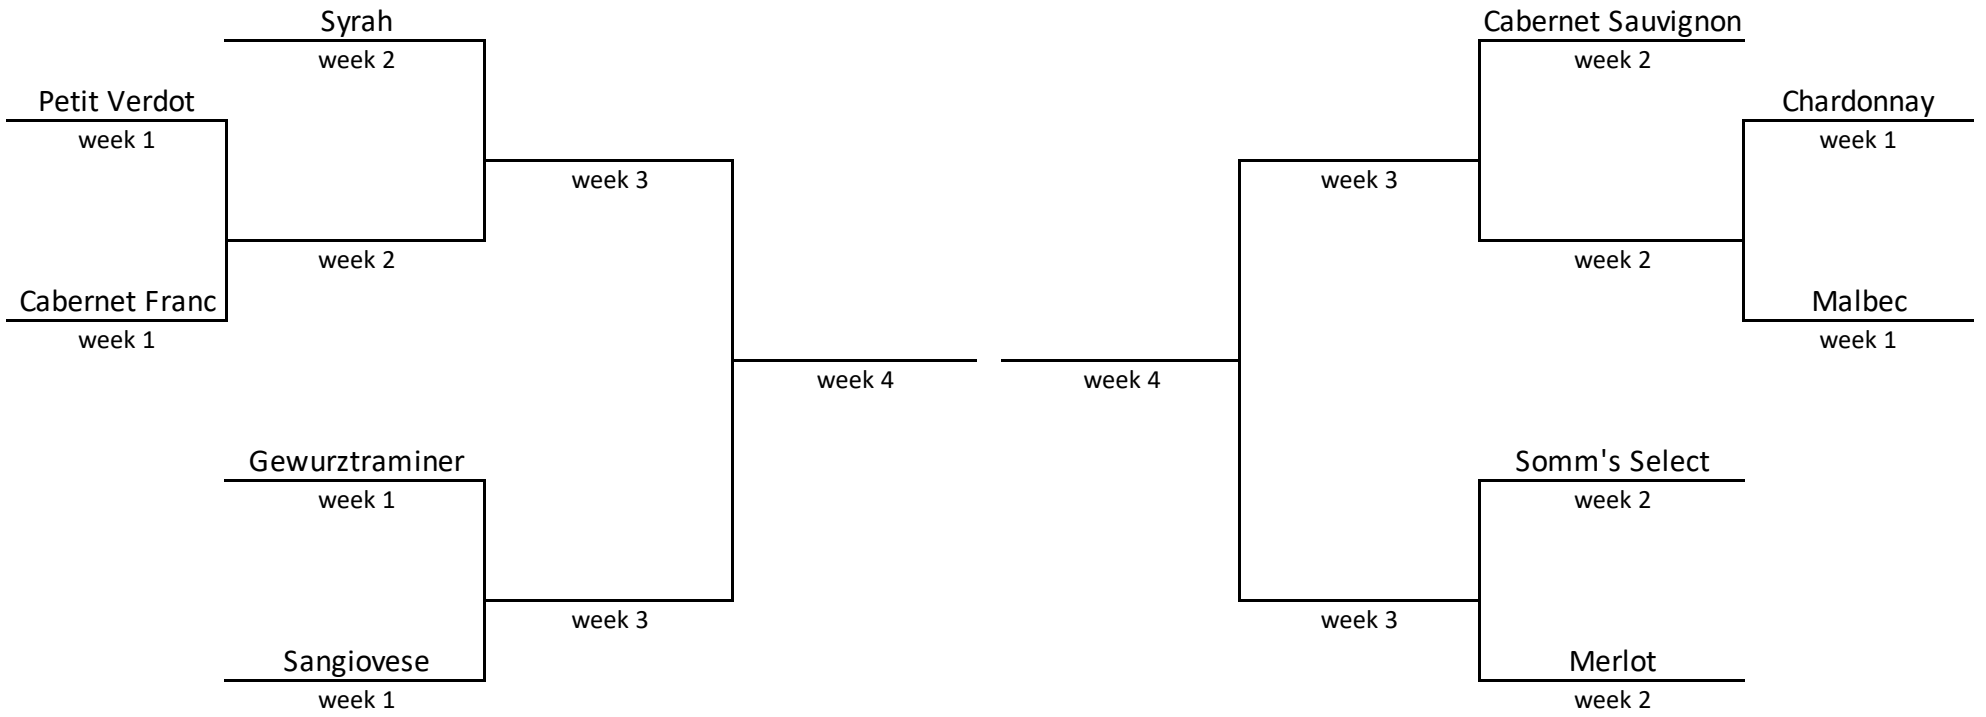 Syrah
week 2
Cabernet Sauvignon
week 2
Petit Verdot
week 1
Chardonnay
week 1
week 3
week 3
week 2
week 2
Cabernet Franc
week 1
Malbec
week 1
week 4
week 4
Gewurztraminer
week 1
Somm's Select
week 2
week 3
week 3
Sangiovese
week 1
Merlot
week 2